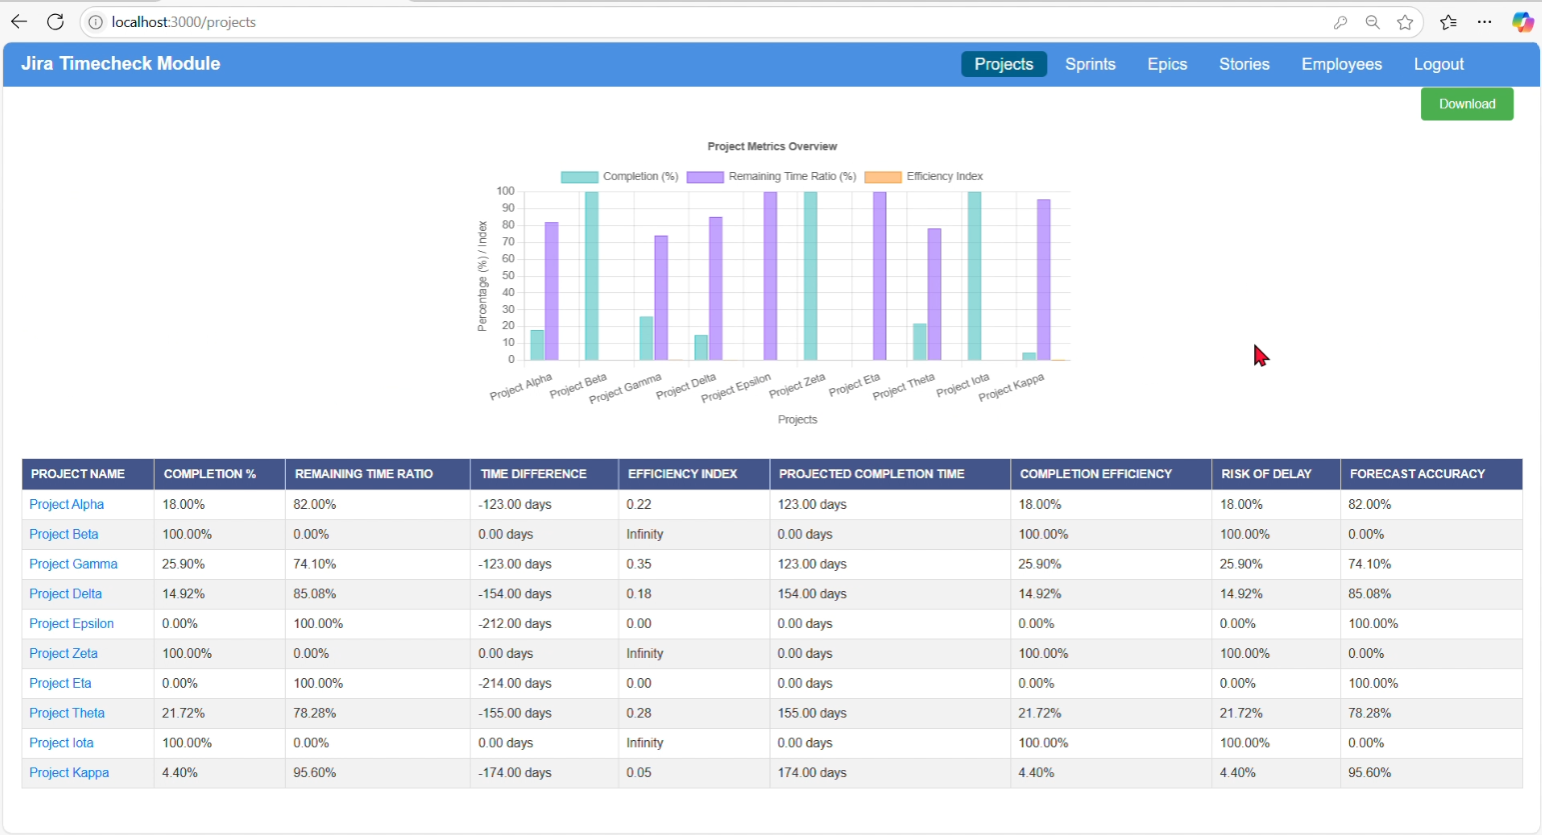 localhost:3000/projects
Jira Timecheck Module
Projects Sprints Epics Stories Employees Logout
Download
Project Metrics Overview
Completion (%) Remaining Time Ratio (%) Efficiency Index
100
90
80
70
60
50
40
30
20
10
0
Percentage (%) / Index
Project Alpha Project Beta Project Gamma Project Delta Project Epsilon Project Zeta Project Eta Project Theta Project Iota Project Kappa
Projects
PROJECT NAME COMPLETION % REMAINING TIME RATIO TIME DIFFERENCE EFFICIENCY INDEX PROJECTED COMPLETION TIME COMPLETION EFFICIENCY RISK OF DELAY FORECAST ACCURACY
Project Alpha 18.00% 82.00% -123.00 days 0.22 123.00 days 18.00% 18.00% 82.00%
Project Beta 100.00% 0.00% 0.00 days Infinity 0.00 days 100.00% 100.00% 0.00%
Project Gamma 25.90% 74.10% -123.00 days 0.35 123.00 days 25.90% 25.90% 74.10%
Project Delta 14.92% 85.08% -154.00 days 0.18 154.00 days 14.92% 14.92% 85.08%
Project Epsilon 0.00% 100.00% -212.00 days 0.00 0.00 days 0.00% 0.00% 100.00%
Project Zeta 100.00% 0.00% 0.00 days Infinity 0.00 days 100.00% 100.00% 0.00%
Project Eta 0.00% 100.00% -214.00 days 0.00 0.00 days 0.00% 0.00% 100.00%
Project Theta 21.72% 78.28% -155.00 days 0.28 155.00 days 21.72% 21.72% 78.28%
Project Iota 100.00% 0.00% 0.00 days Infinity 0.00 days 100.00% 100.00% 0.00%
Project Kappa 4.40% 95.60% -174.00 days 0.05 174.00 days 4.40% 4.40% 95.60%